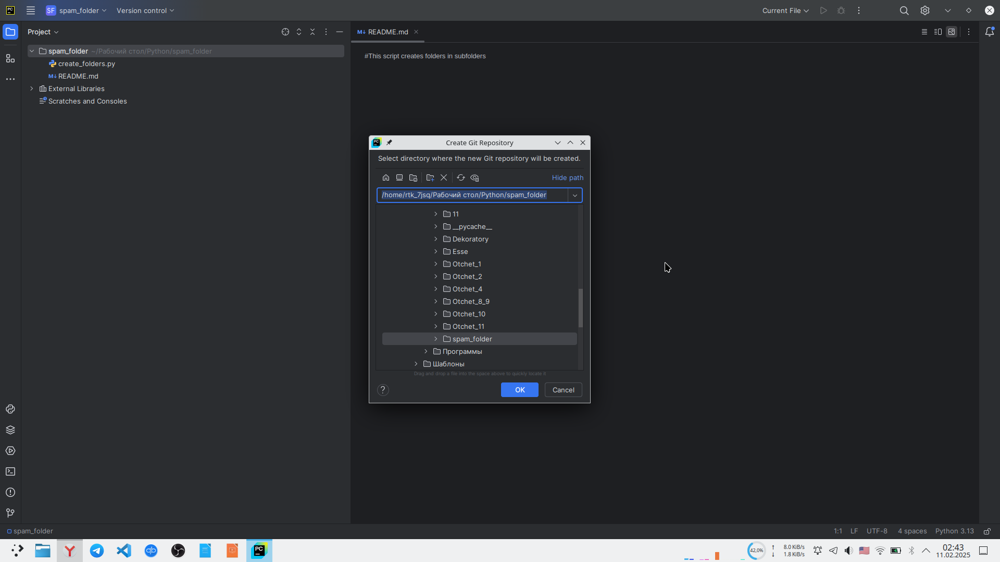 PC
SF spam_folder
Version control
Current File
Project
M↓ README.md
spam_folder ~/Рабочий стол/Python/spam_folder
#This script creates folders in subfolders
create_folders.py
M↓ README.md
External Libraries
Scratches and Consoles
PC
Create Git Repository
Select directory where the new Git repository will be created.
Hide path
/home/rtk_7jsq/Рабочий стол/Python/spam_folder
11
__pycache__
Dekoratory
Esse
Otchet_1
Otchet_2
Otchet_4
Otchet_8_9
Otchet_10
Otchet_11
spam_folder
Программы
Шаблоны
Drag and drop a file into the space above to quickly locate it
?
OK
Cancel
spam_folder
1:1
LF
UTF-8
4 spaces
Python 3.13
qb
PC
42,0%
8.0 KiB/s
1.8 KiB/s
02:43
11.02.2025